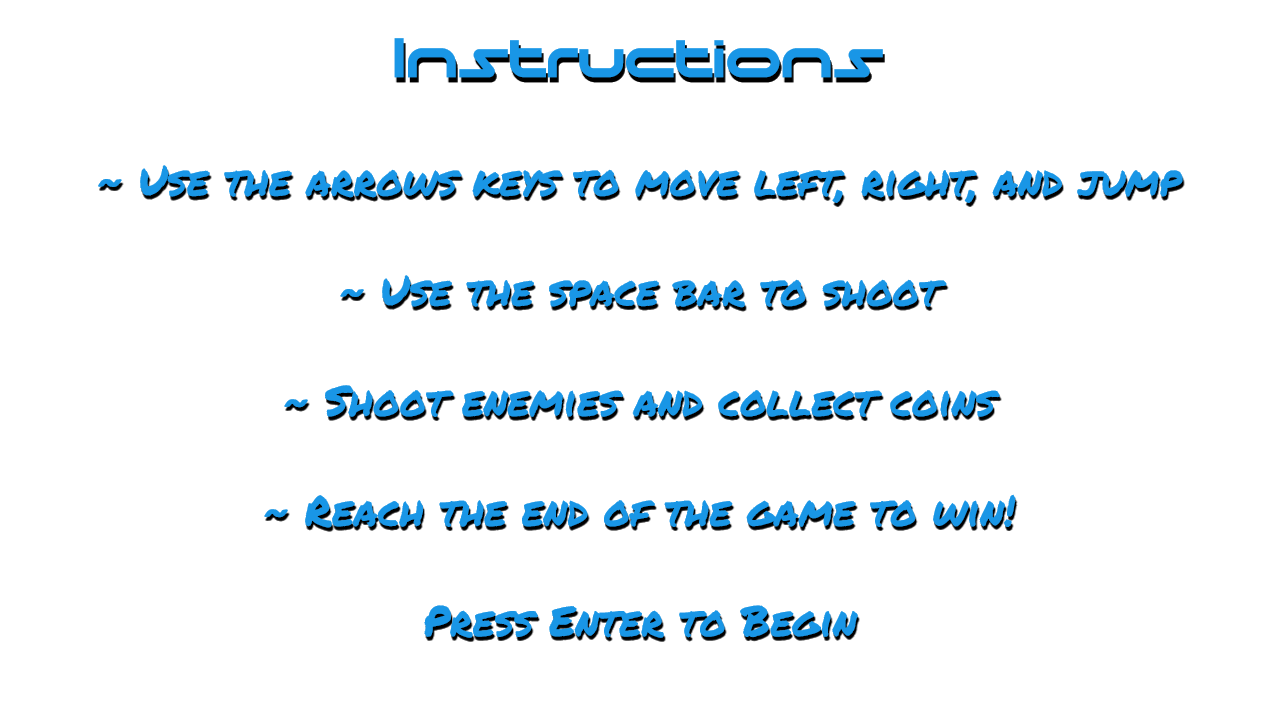 Instructions
~ Use the arrows keys to move left, right, and jump
~ Use the space bar to shoot
~ Shoot enemies and collect coins
~ Reach the end of the game to win!
Press Enter to Begin